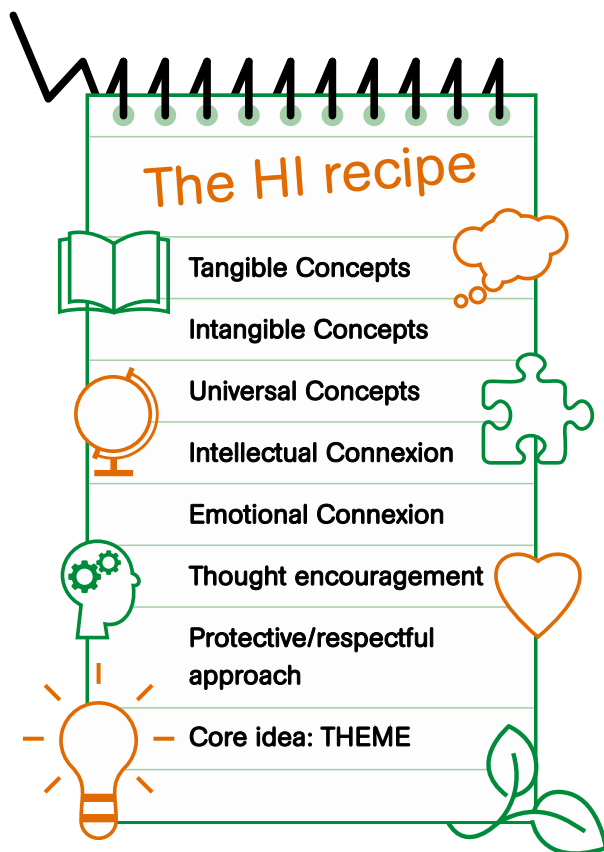 The HI recipe
Tangible Concepts
Intangible Concepts
Universal Concepts
Intellectual Connexion
Emotional Connexion
Thought encouragement
Protective/respectful
approach
Core idea: THEME